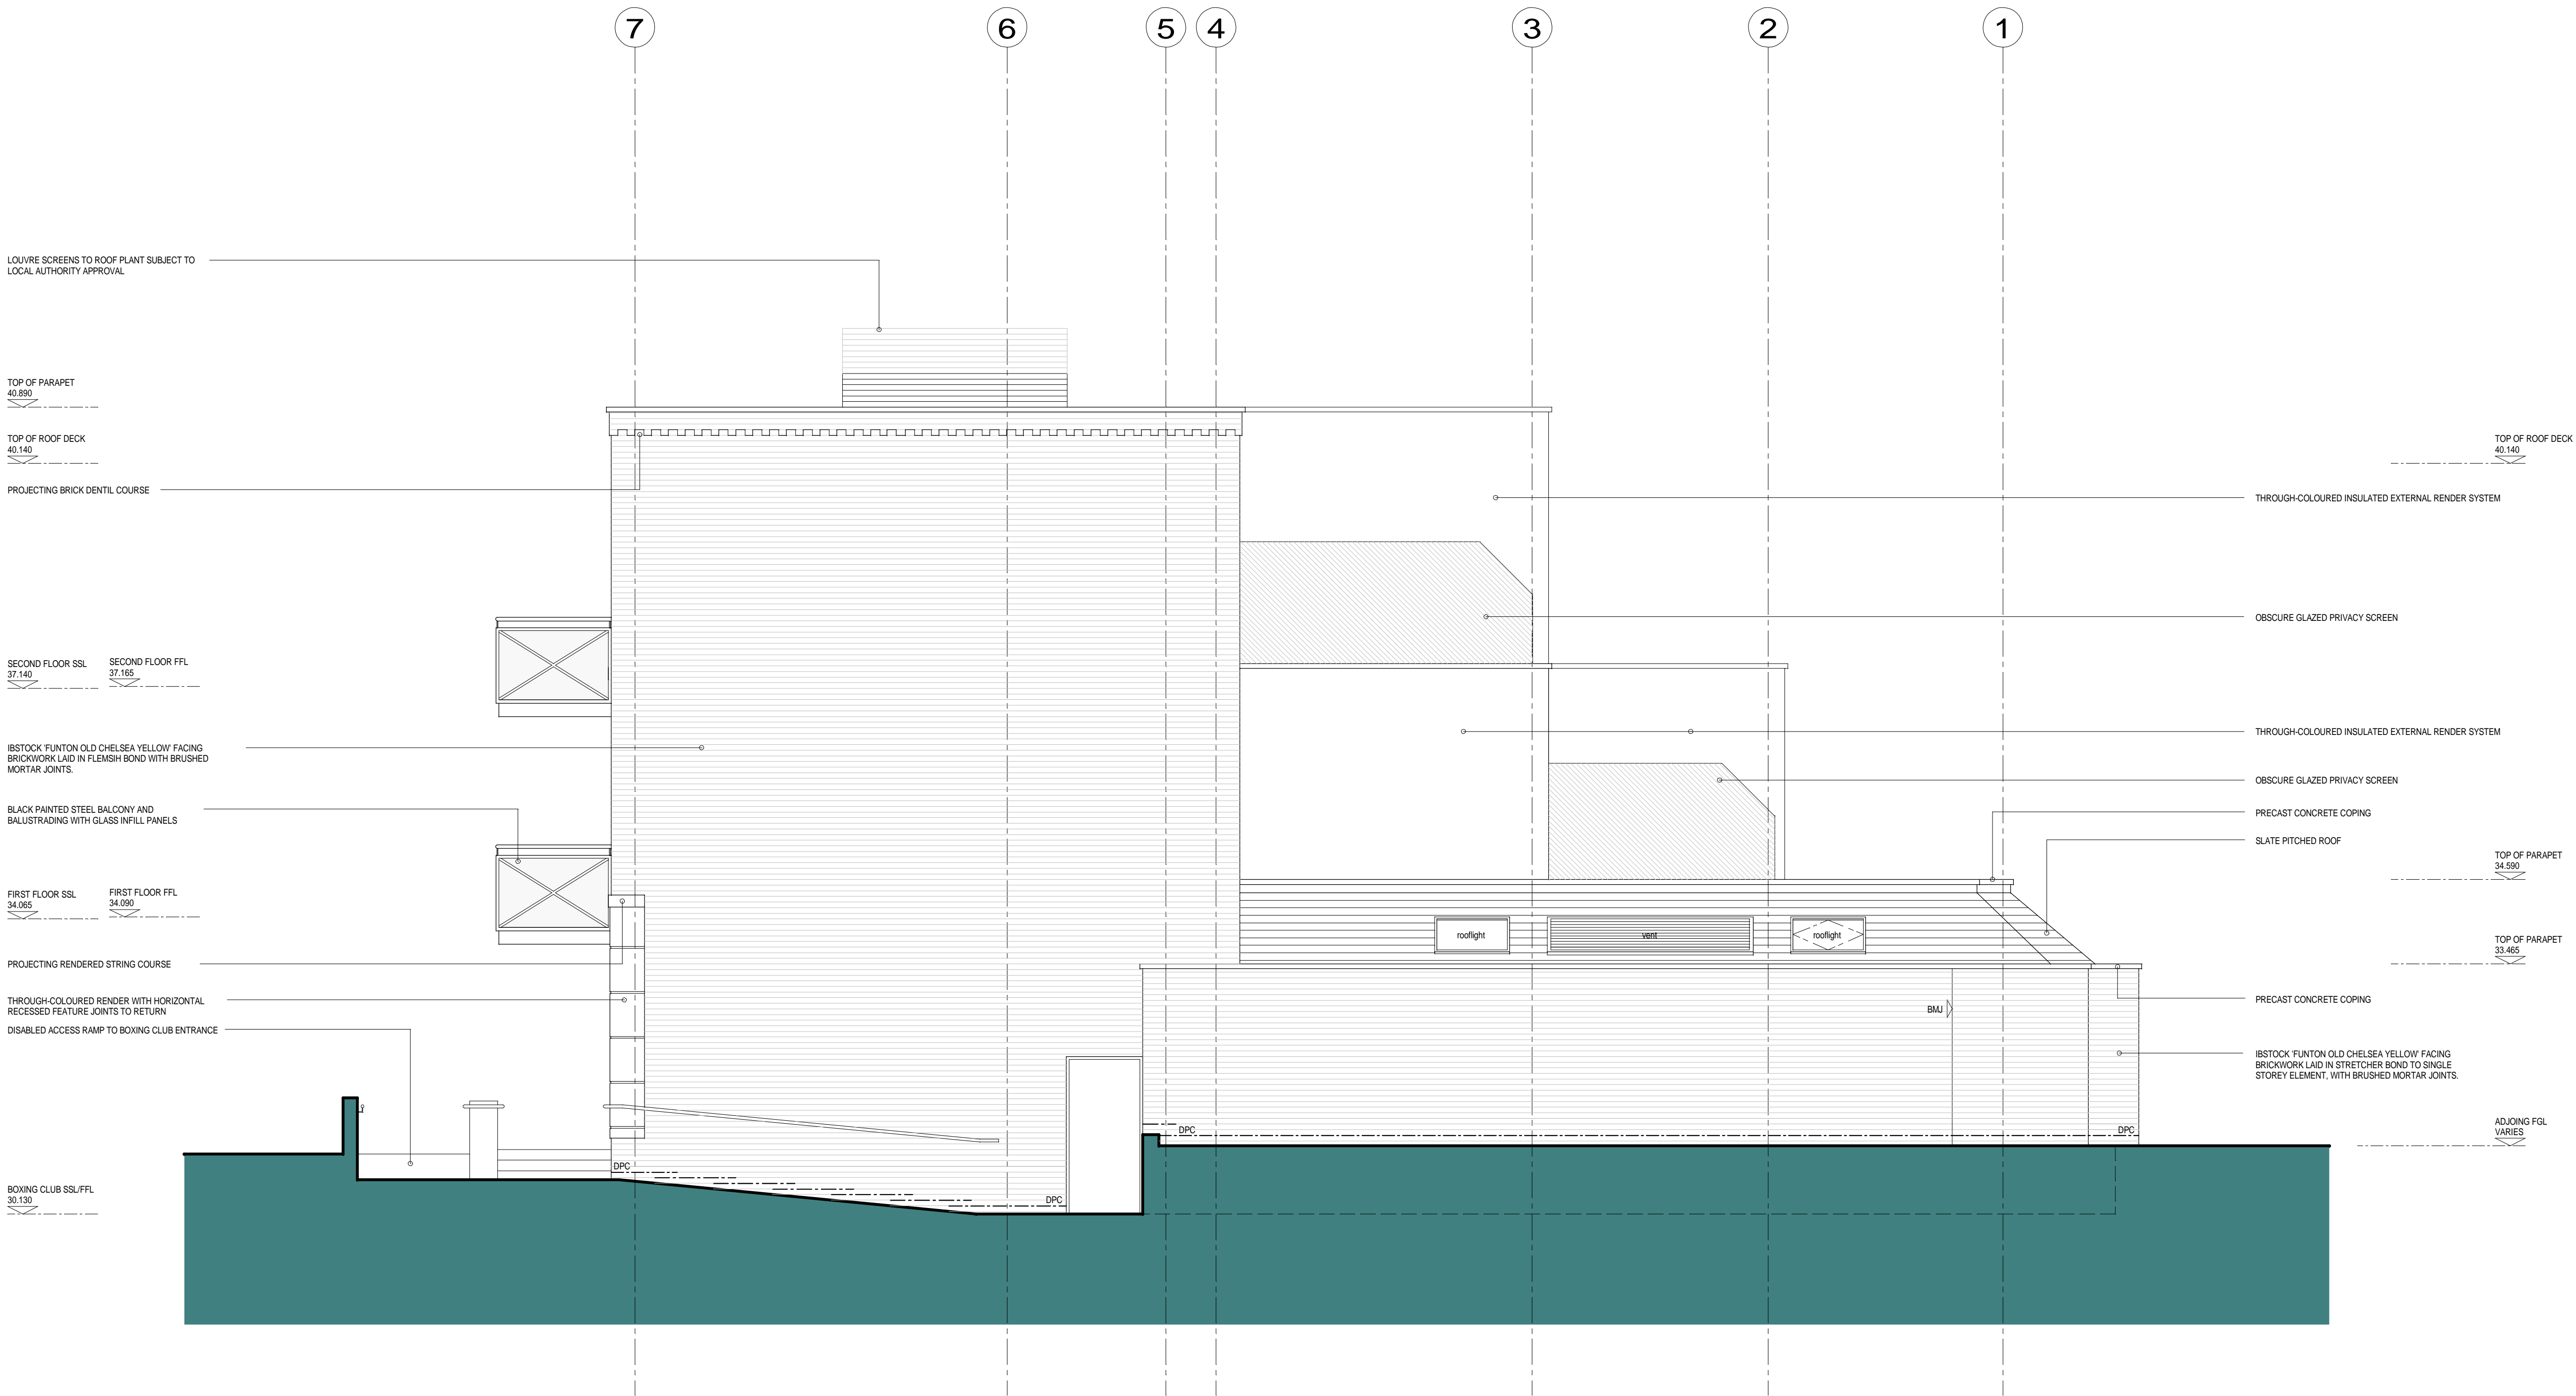 7
6
5
4
3
2
1
LOUVRE SCREENS TO ROOF PLANT SUBJECT TO
LOCAL AUTHORITY APPROVAL
TOP OF PARAPET
40.890
TOP OF ROOF DECK
40.140
PROJECTING BRICK DENTIL COURSE
SECOND FLOOR SSL
37.140
SECOND FLOOR FFL
37.165
IBSTOCK 'FUNTON OLD CHELSEA YELLOW' FACING
BRICKWORK LAID IN FLEMSIH BOND WITH BRUSHED
MORTAR JOINTS.
BLACK PAINTED STEEL BALCONY AND
BALUSTRADING WITH GLASS INFILL PANELS
FIRST FLOOR SSL
34.065
FIRST FLOOR FFL
34.090
PROJECTING RENDERED STRING COURSE
THROUGH-COLOURED RENDER WITH HORIZONTAL
RECESSED FEATURE JOINTS TO RETURN
DISABLED ACCESS RAMP TO BOXING CLUB ENTRANCE
BOXING CLUB SSL/FFL
30.130
DPC
DPC
DPC
DPC
rooflight
vent
rooflight
BMJ
TOP OF ROOF DECK
40.140
THROUGH-COLOURED INSULATED EXTERNAL RENDER SYSTEM
OBSCURE GLAZED PRIVACY SCREEN
THROUGH-COLOURED INSULATED EXTERNAL RENDER SYSTEM
OBSCURE GLAZED PRIVACY SCREEN
PRECAST CONCRETE COPING
SLATE PITCHED ROOF
TOP OF PARAPET
34.590
TOP OF PARAPET
33.465
PRECAST CONCRETE COPING
IBSTOCK 'FUNTON OLD CHELSEA YELLOW' FACING
BRICKWORK LAID IN STRETCHER BOND TO SINGLE
STOREY ELEMENT, WITH BRUSHED MORTAR JOINTS.
ADJOING FGL
VARIES